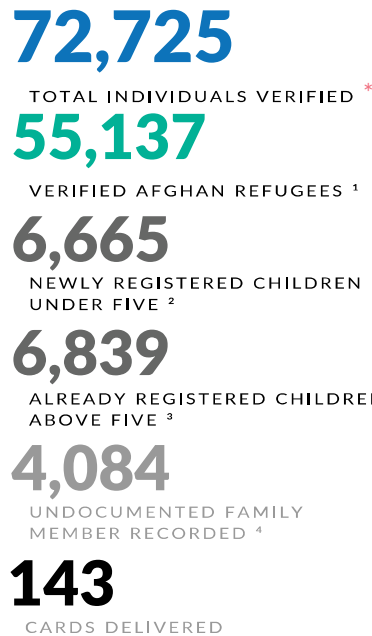 72,725
TOTAL INDIVIDUALS VERIFIED *
55,137
VERIFIED AFGHAN REFUGEES ¹
6,665
NEWLY REGISTERED CHILDREN
UNDER FIVE ²
6,839
ALREADY REGISTERED CHILDREN
ABOVE FIVE ³
4,084
UNDOCUMENTED FAMILY
MEMBER RECORDED ⁴
143
CARDS DELIVERED